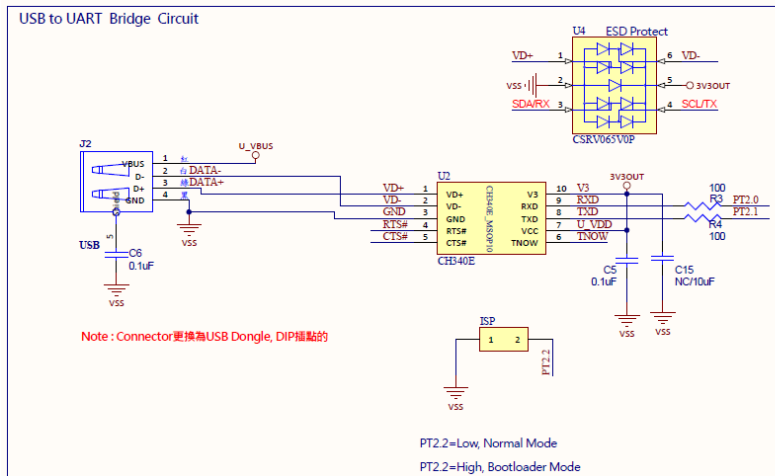 USB to UART Bridge Circuit
U4 ESD Protect
VD+ 1 6 VD-
VSS 2 5 3V3OUT
SDA/RX 3 4 SCL/TX
CSRV065V0P
J2
U_VBUS
VBUS 1 红
D- 2 白 DATA-
D+ 3 綠 DATA+
GND 4 黑
5
USB
C6
0.1uF
VSS
VSS
U2
VD+ 1 VD+ V3 10 V3
VD- 2 VD- RXD 9 RXD
GND 3 GND TXD 8 TXD
RTS# 4 RTS# VCC 7 U_VDD
CTS# 5 CTS# TNOW 6 TNOW
CH340E_MSOP10
CH340E
3V3OUT
100
R3 PT2.0
PT2.1
R4
100
C5
0.1uF
C15
NC/10uF
VSS
VSS
Note : Connector更換為USB Dongle, DIP插點的
ISP
1 2
PT2.2
VSS
PT2.2=Low, Normal Mode
PT2.2=High, Bootloader Mode